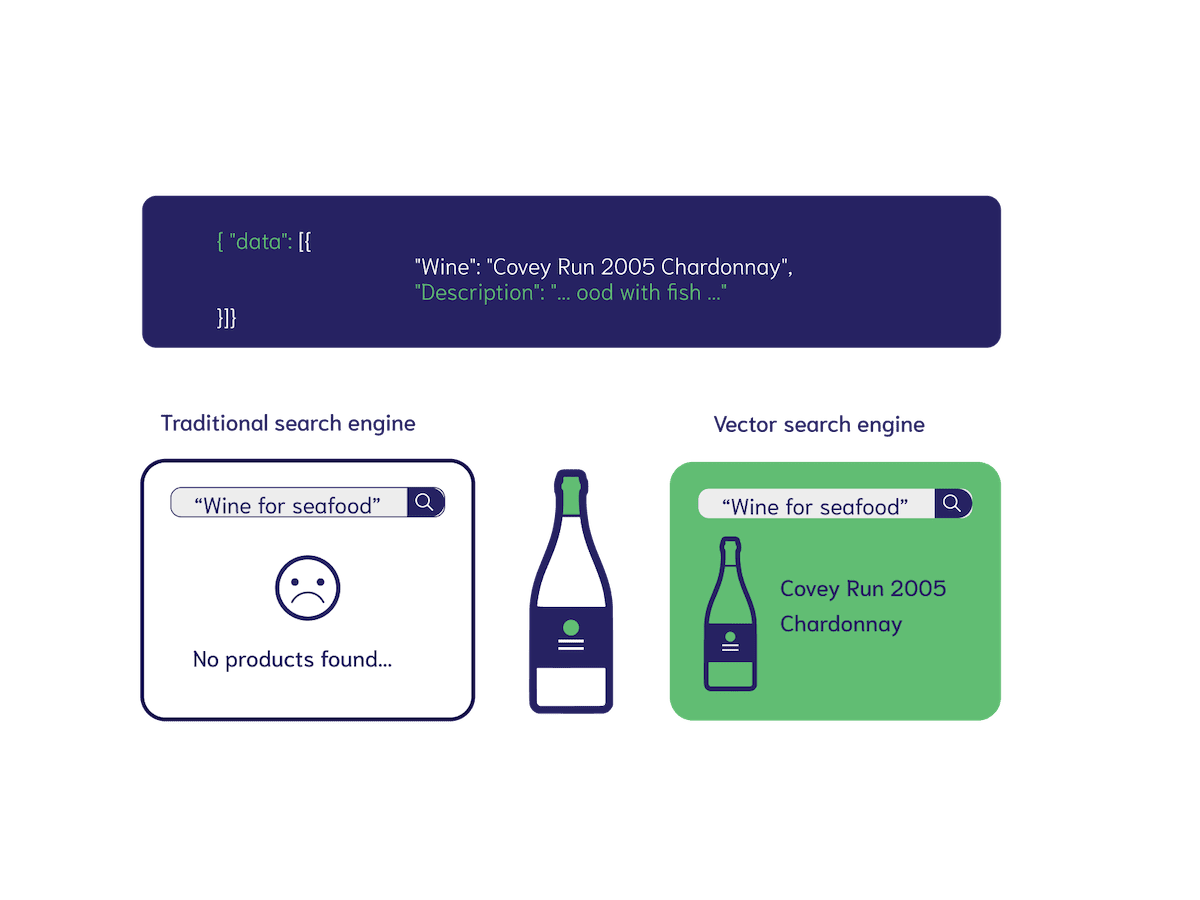 { "data": [{
"Wine": "Covey Run 2005 Chardonnay",
"Description": "... ood with fish ..."
}]}
Traditional search engine
Vector search engine
“Wine for seafood”
No products found...
“Wine for seafood”
Covey Run 2005
Chardonnay